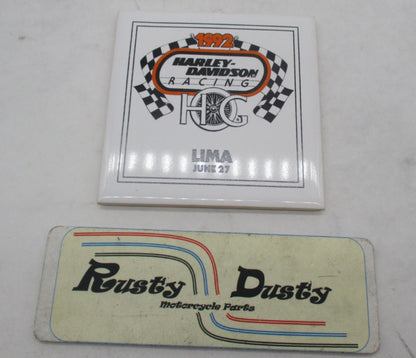 1992
HARLEY-
DAVIDSON
RACING
HOG
LIMA
JUNE 27
Rusty Dusty
Motorcycle Parts